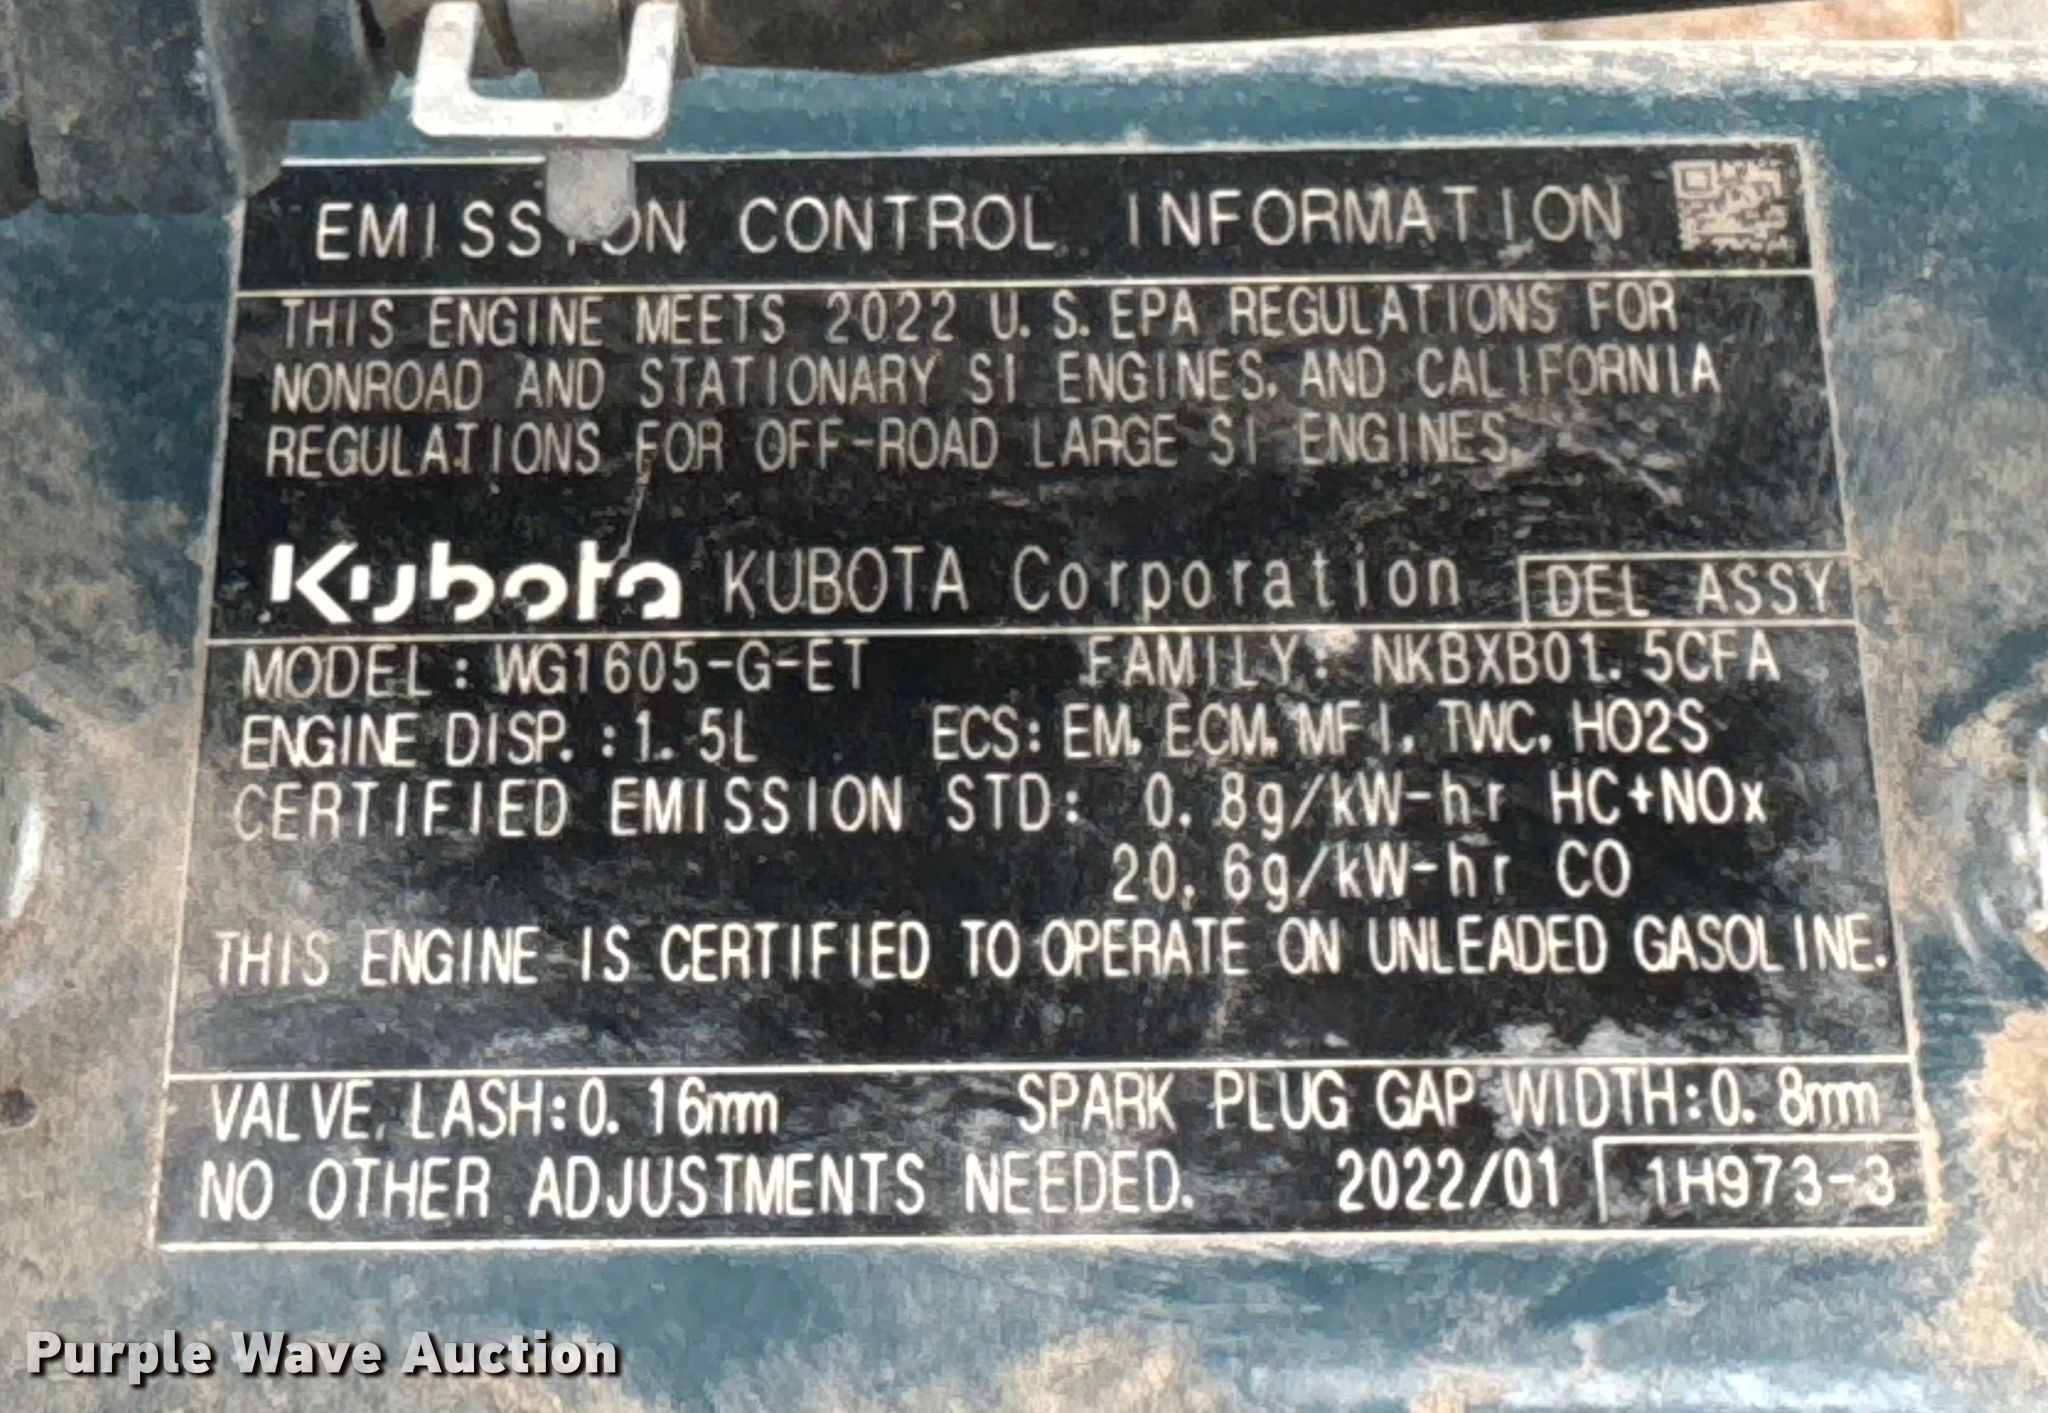 EMISSION CONTROL INFORMATION
THIS ENGINE MEETS 2022 U.S.EPA REGULATIONS FOR
NONROAD AND STATIONARY SI ENGINES, AND CALIFORNIA
REGULATIONS FOR OFF-ROAD LARGE SI ENGINES.
Kubota KUBOTA Corporation DEL ASSY
MODEL: WG1605-G-ET FAMILY: NKBXB01.5CFA
ENGINE DISP.:1.5L ECS: EM, ECM, MFI, TWC, HO2S
CERTIFIED EMISSION STD: 0.8g/kW-hr HC+NOx
20.6g/kW-hr CO
THIS ENGINE IS CERTIFIED TO OPERATE ON UNLEADED GASOLINE.
VALVE LASH:0.16mm SPARK PLUG GAP WIDTH:0.8mm
NO OTHER ADJUSTMENTS NEEDED. 2022/01 1H973-3
Purple Wave Auction